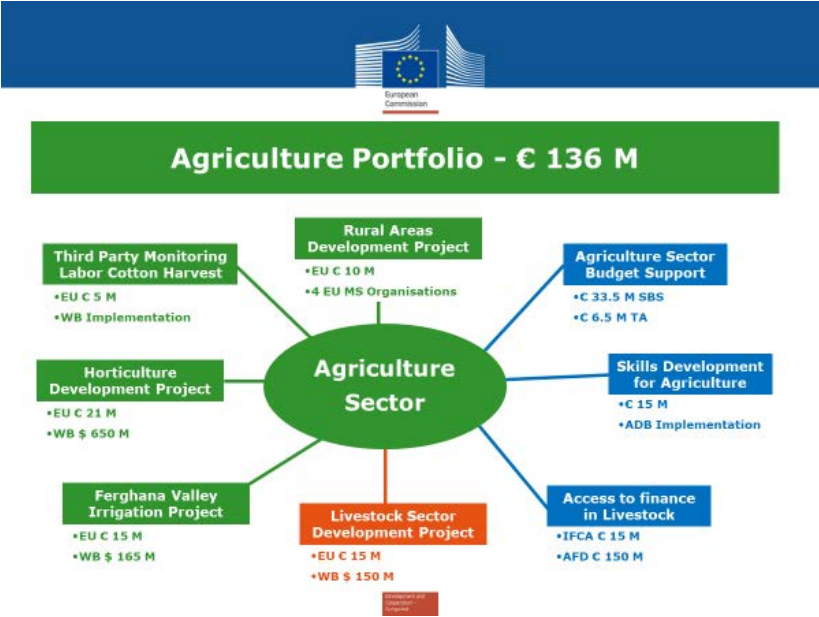 European
Commission
Agriculture Portfolio - € 136 M
Rural Areas
Development Project
•EU € 10 M
•4 EU MS Organisations
Third Party Monitoring
Labor Cotton Harvest
•EU € 5 M
•WB Implementation
Agriculture Sector
Budget Support
•€ 33.5 M SBS
•€ 6.5 M TA
Horticulture
Development Project
•EU € 21 M
•WB $ 650 M
Agriculture
Sector
Skills Development
for Agriculture
•€ 15 M
•ADB Implementation
Ferghana Valley
Irrigation Project
•EU € 15 M
•WB $ 165 M
Livestock Sector
Development Project
•EU € 15 M
•WB $ 150 M
Access to finance
in Livestock
•IFCA € 15 M
•AFD € 150 M
Development and
Cooperation -
EuropeAid